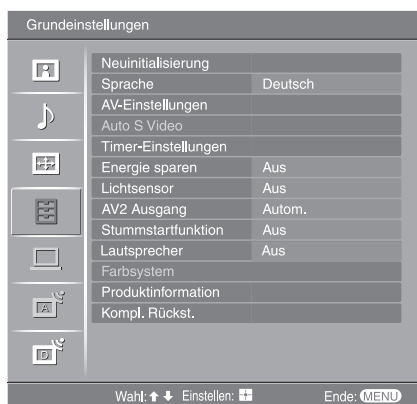 Grundeinstellungen
Neuinitialisierung
Sprache Deutsch
AV-Einstellungen
Auto S Video
Timer-Einstellungen
Energie sparen Aus
Lichtsensor Aus
AV2 Ausgang Autom.
Stummstartfunktion Aus
Lautsprecher Aus
Farbsystem
Produktinformation
Kompl. Rückst.
A
D
Wahl: Einstellen: Ende: MENU